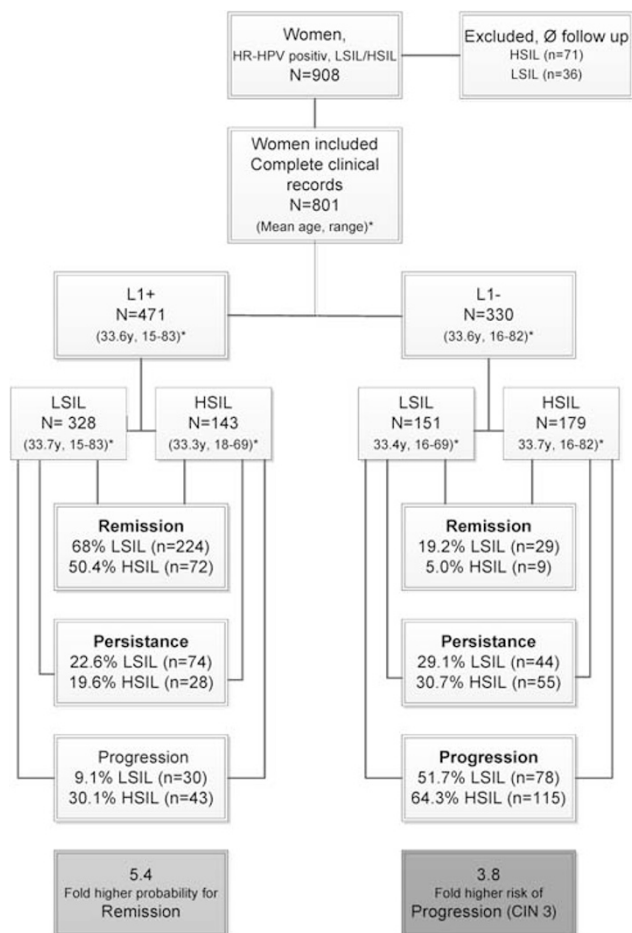 Women,
HR-HPV positiv, LSIL/HSIL
N=908
Excluded, Ø follow up
HSIL (n=71)
LSIL (n=36)
Women included
Complete clinical
records
N=801
(Mean age, range)*
L1+
N=471
(33.6y, 15-83)*
L1-
N=330
(33.6y, 16-82)*
LSIL
N= 328
(33.7y, 15-83)*
HSIL
N=143
(33.3y, 18-69)*
LSIL
N=151
33.4y, 16-69)*
HSIL
N=179
33.7y, 16-82)*
Remission
68% LSIL (n=224)
50.4% HSIL (n=72)
Remission
19.2% LSIL (n=29)
5.0% HSIL (n=9)
Persistance
22.6% LSIL (n=74)
19.6% HSIL (n=28)
Persistance
29.1% LSIL (n=44)
30.7% HSIL (n=55)
Progression
9.1% LSIL (n=30)
30.1% HSIL (n=43)
Progression
51.7% LSIL (n=78)
64.3% HSIL (n=115)
5.4
Fold higher probability for
Remission
3.8
Fold higher risk of
Progression (CIN 3)